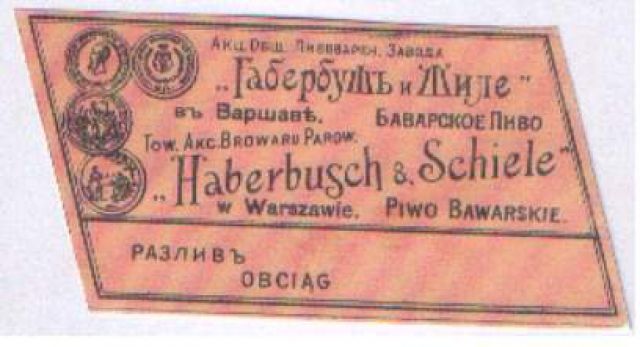 Акц. Общ. Пивоварен. Завода
„Габербушъ и Шиле"
въ Варшавѣ. Баварское Пиво
Tow. Akc. Browaru Parow.
„Haberbusch & Schiele"
w Warszawie. Piwo Bawarskie.
РАЗЛИВЪ
OBCIĄG